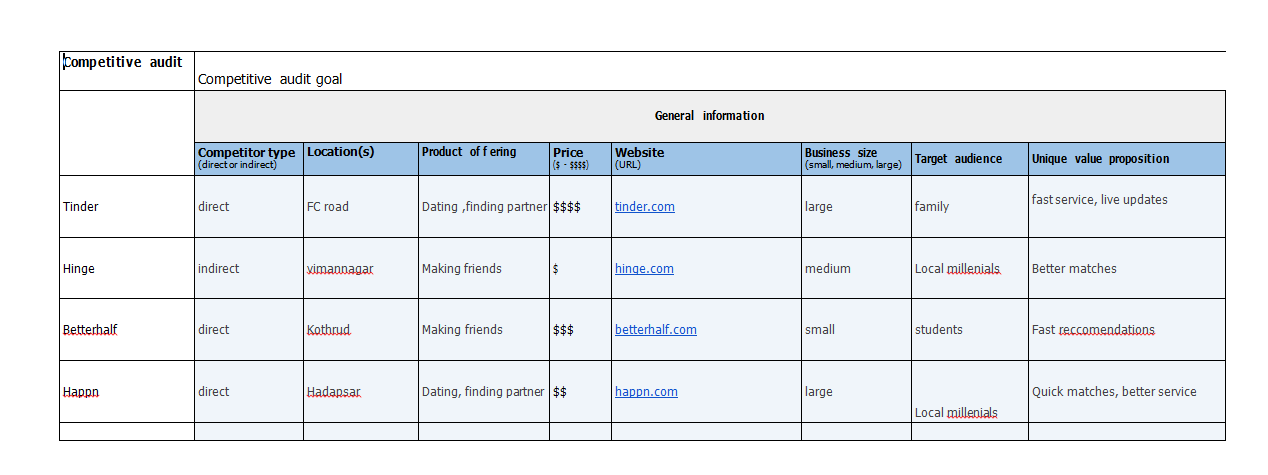 Competitive audit
Competitive audit goal
General information
Competitor type Location(s) Product offering Price Website Business size Target audience Unique value proposition
(direct or indirect) ($ - $$$$) (URL) (small, medium, large)
Tinder direct FC road Dating ,finding partner $$$$ tinder.com large family fast service, live updates
Hinge indirect vimannagar Making friends $ hinge.com medium Local millenials Better matches
Betterhalf direct Kothrud Making friends $$$ betterhalf.com small students Fast reccomendations
Happn direct Hadapsar Dating, finding partner $$ happn.com large Local millenials Quick matches, better service